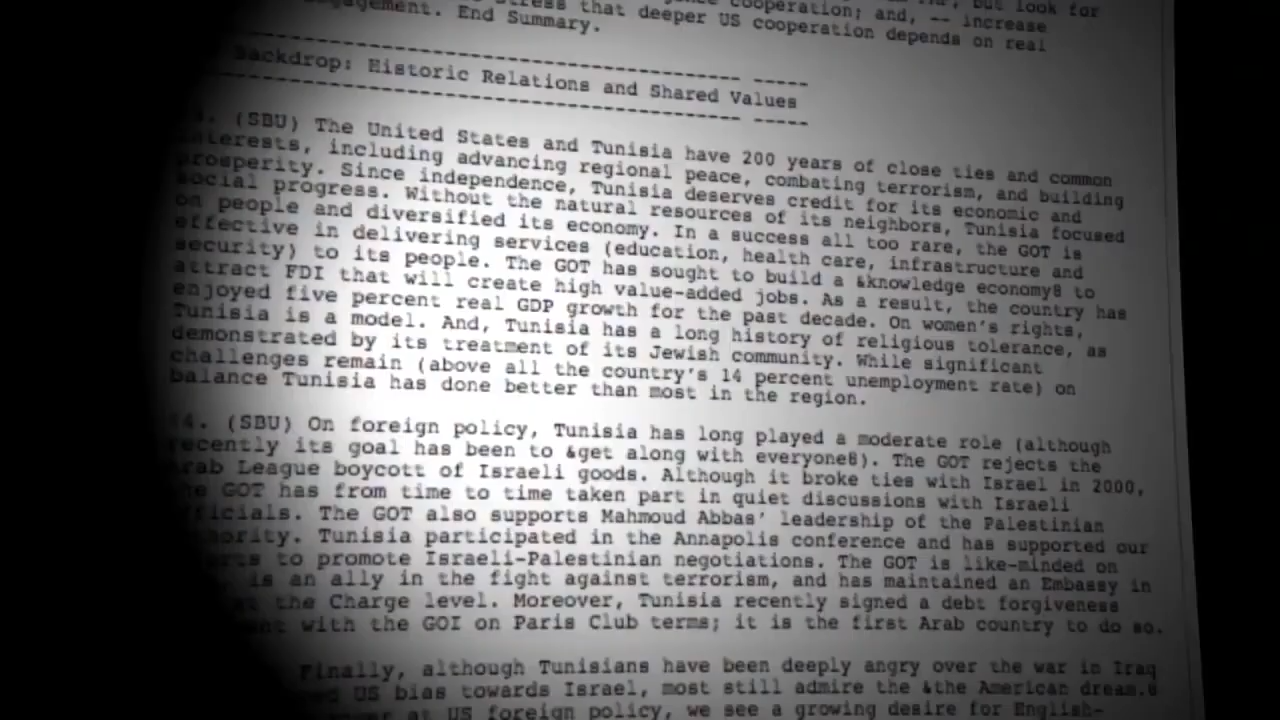 but look for
cooperation; and, -- increase
that deeper US cooperation depends on real
End Summary.
---------------------------------------- -----
Backdrop: Historic Relations and Shared Values
---------------------------------------- -----
(SBU) The United States and Tunisia have 200 years of close ties and common
interests, including advancing regional peace, combating terrorism, and building
prosperity. Since independence, Tunisia deserves credit for its economic and
social progress. Without the natural resources of its neighbors, Tunisia focused
on people and diversified its economy. In a success all too rare, the GOT is
effective in delivering services (education, health care, infrastructure and
security) to its people. The GOT has sought to build a &knowledge economy8 to
attract FDI that will create high value-added jobs. As a result, the country has
enjoyed five percent real GDP growth for the past decade. On women's rights,
Tunisia is a model. And, Tunisia has a long history of religious tolerance, as
demonstrated by its treatment of its Jewish community. While significant
challenges remain (above all the country's 14 percent unemployment rate) on
balance Tunisia has done better than most in the region.
4. (SBU) On foreign policy, Tunisia has long played a moderate role (although
recently its goal has been to &get along with everyone8). The GOT rejects the
Arab League boycott of Israeli goods. Although it broke ties with Israel in 2000,
GOT has from time to time taken part in quiet discussions with Israeli
officials. The GOT also supports Mahmoud Abbas' leadership of the Palestinian
Tunisia participated in the Annapolis conference and has supported our
to promote Israeli-Palestinian negotiations. The GOT is like-minded on
is an ally in the fight against terrorism, and has maintained an Embassy in
at the Charge level. Moreover, Tunisia recently signed a debt forgiveness
with the GOI on Paris Club terms; it is the first Arab country to do so.
Finally, although Tunisians have been deeply angry over the war in Iraq
US bias towards Israel, most still admire the &the American dream.8
at US foreign policy, we see a growing desire for English-